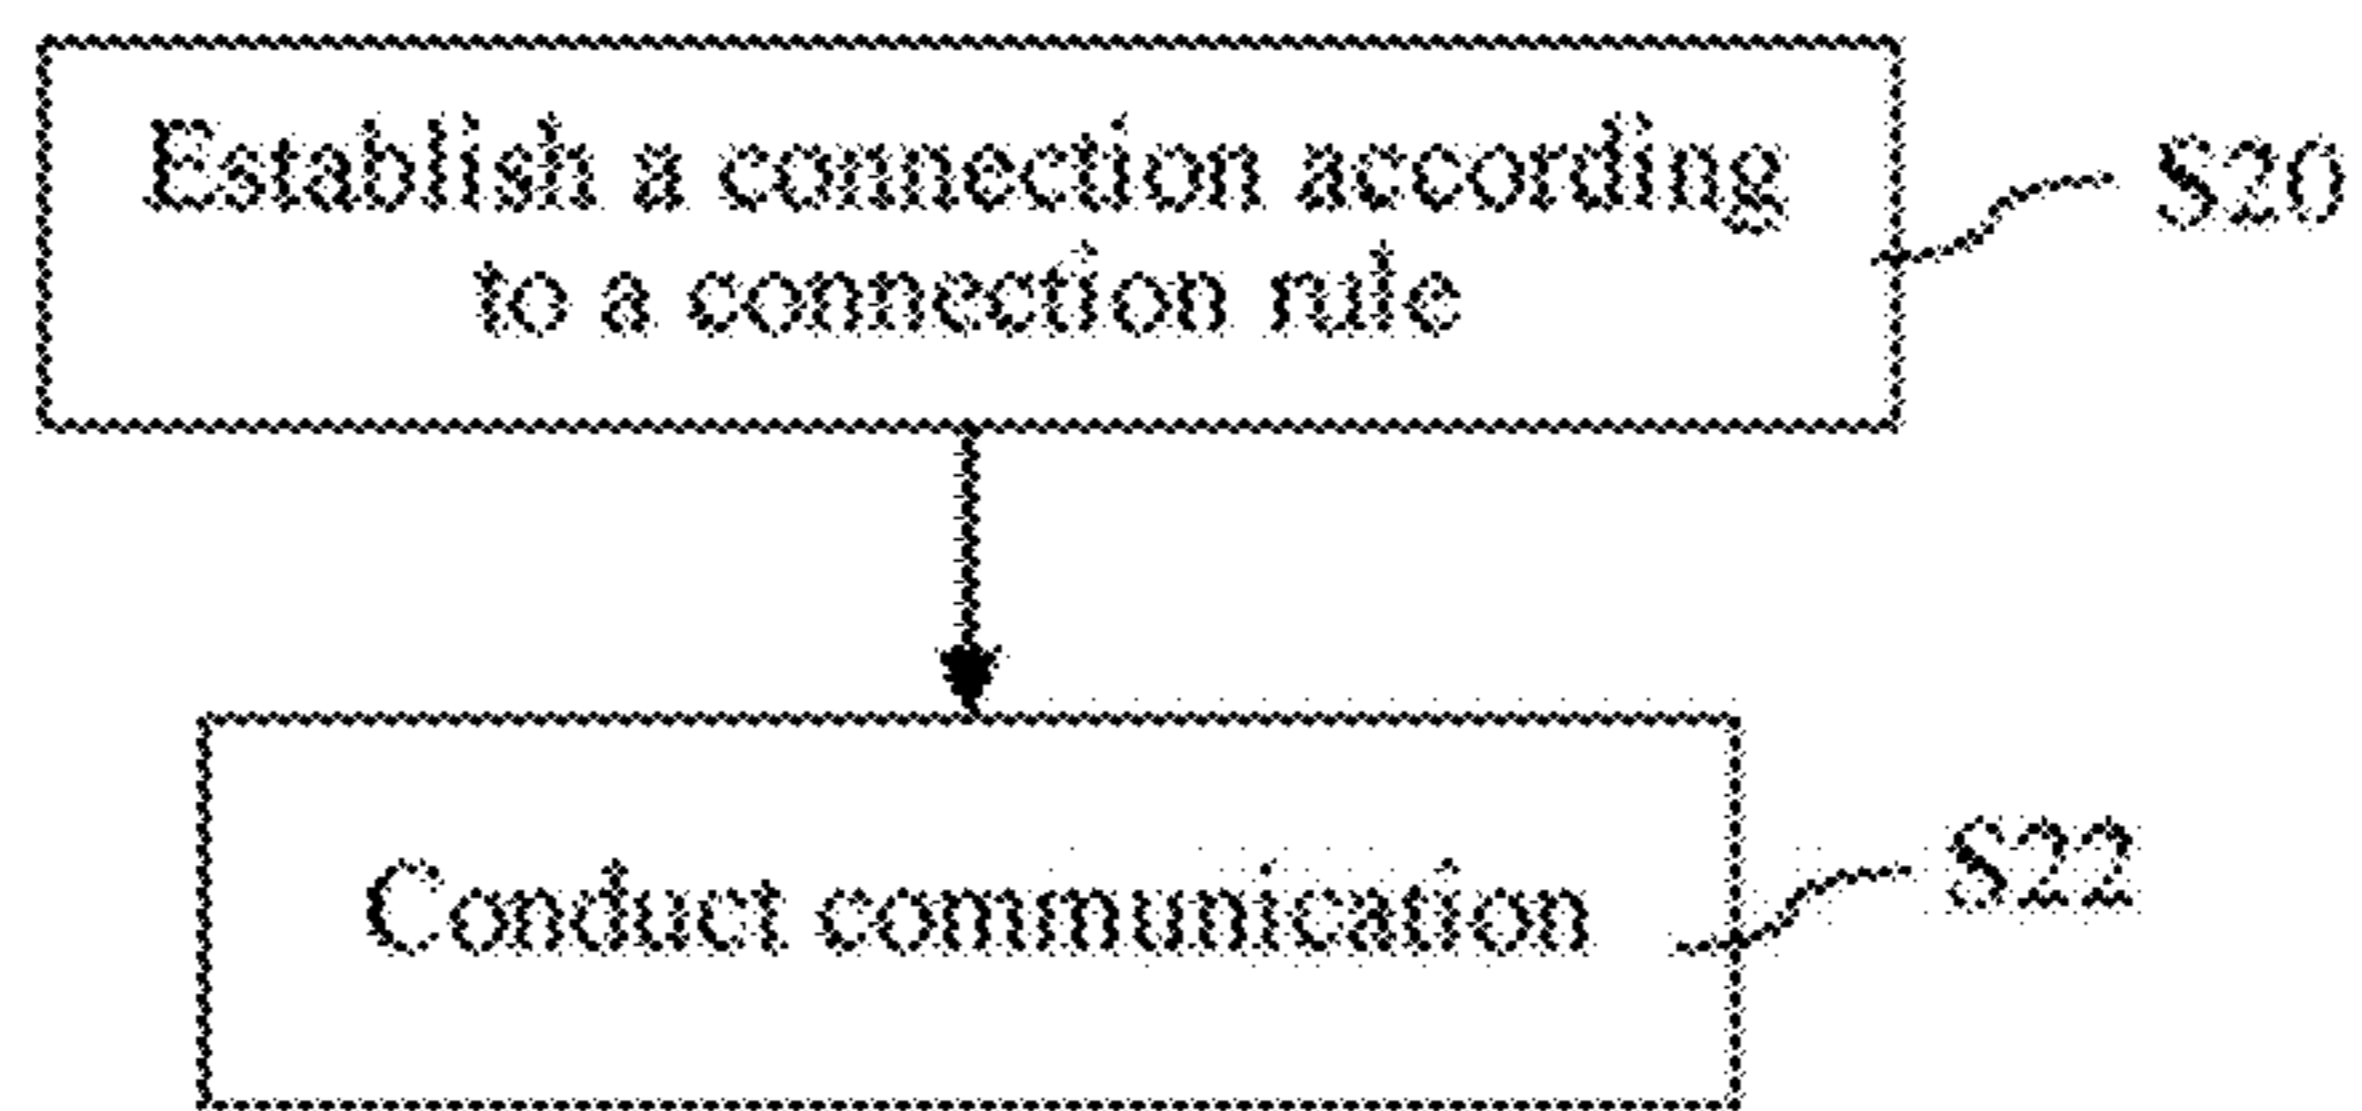 Establish a connection according
to a connection rule
S20
Conduct communication
S22